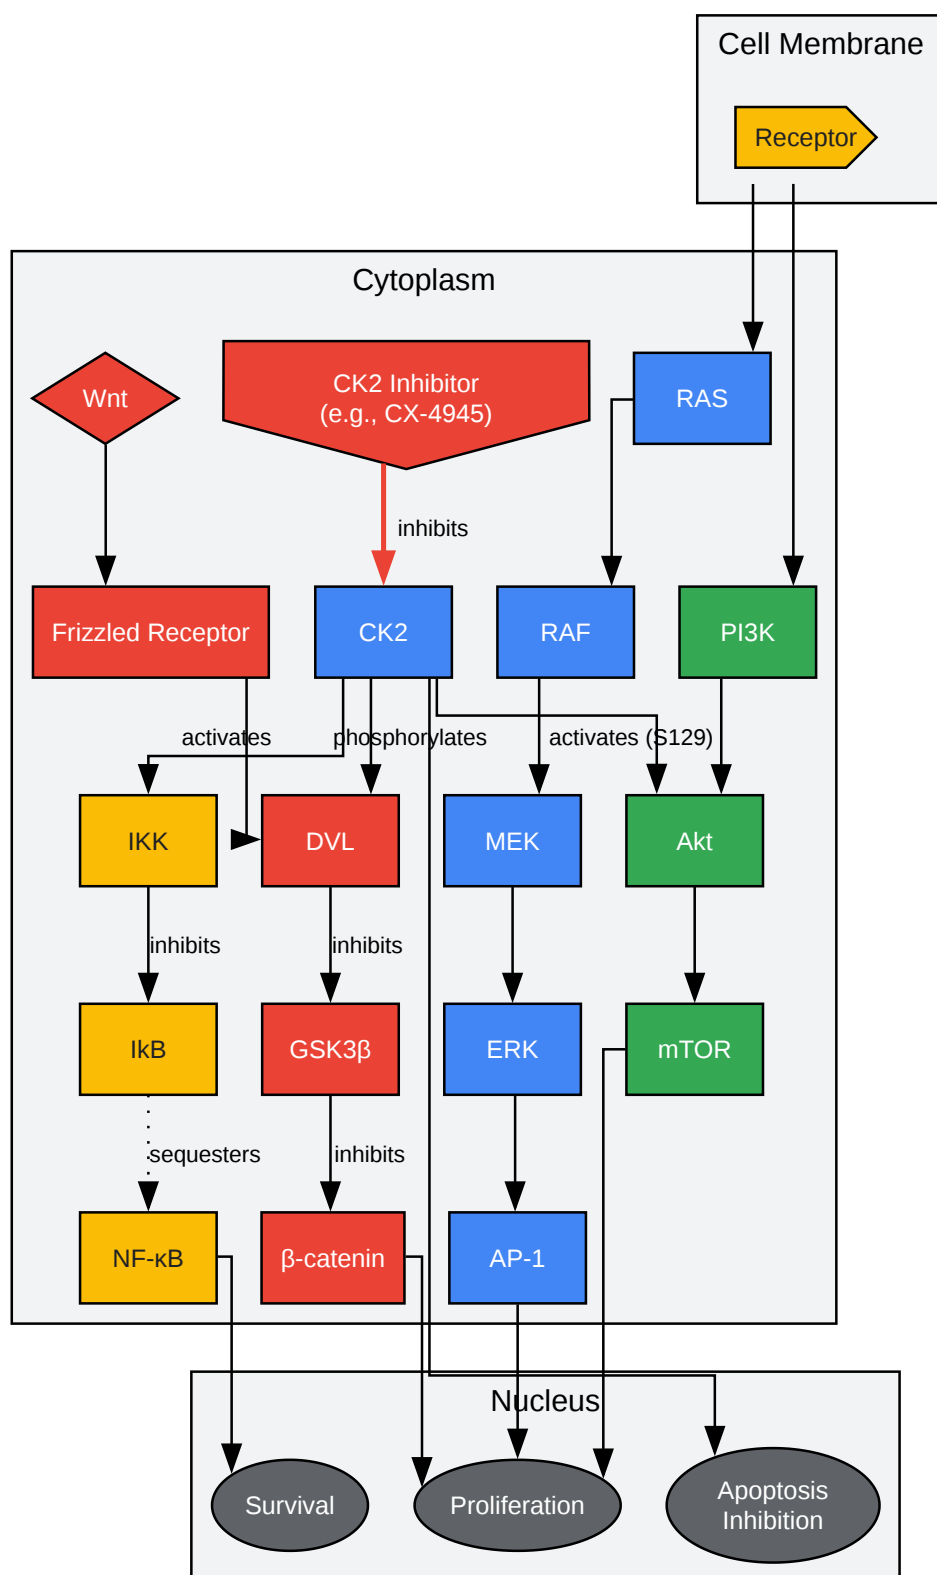 Cell Membrane
Receptor
Cytoplasm
Wnt
CK2 Inhibitor
(e.g., CX-4945)
RAS
inhibits
Frizzled Receptor
CK2
RAF
PI3K
activates
phosphorylates
activates (S129)
IKK
DVL
MEK
Akt
inhibits
inhibits
IkB
GSK3β
ERK
mTOR
sequesters
inhibits
NF-κB
β-catenin
AP-1
Nucleus
Survival
Proliferation
Apoptosis
Inhibition